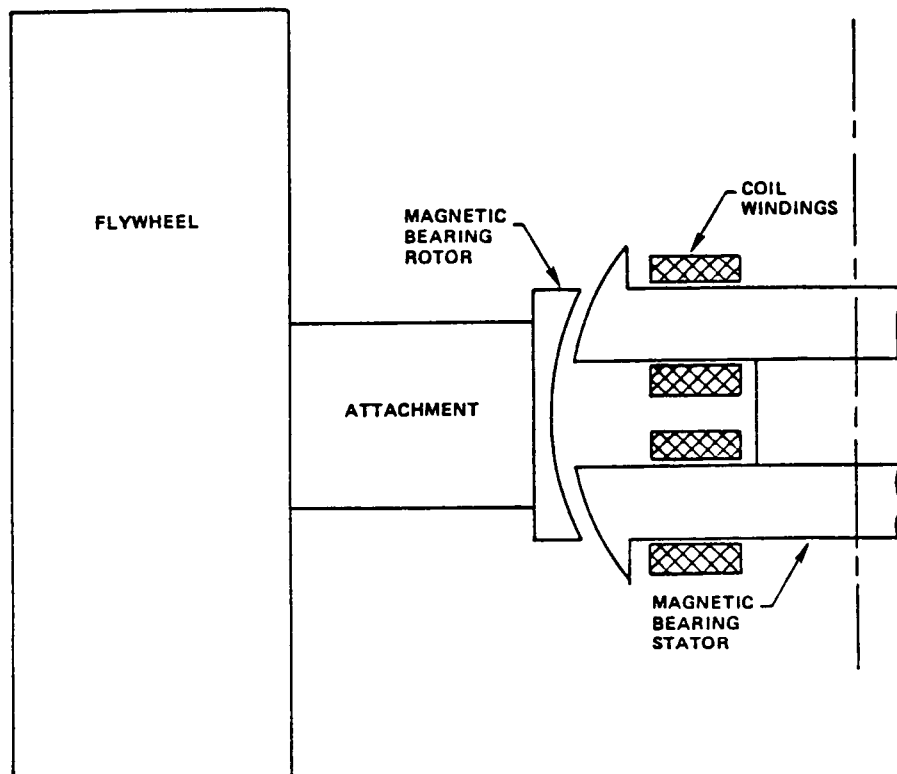 FLYWHEEL
MAGNETIC
BEARING
ROTOR
COIL
WINDINGS
ATTACHMENT
MAGNETIC
BEARING
STATOR